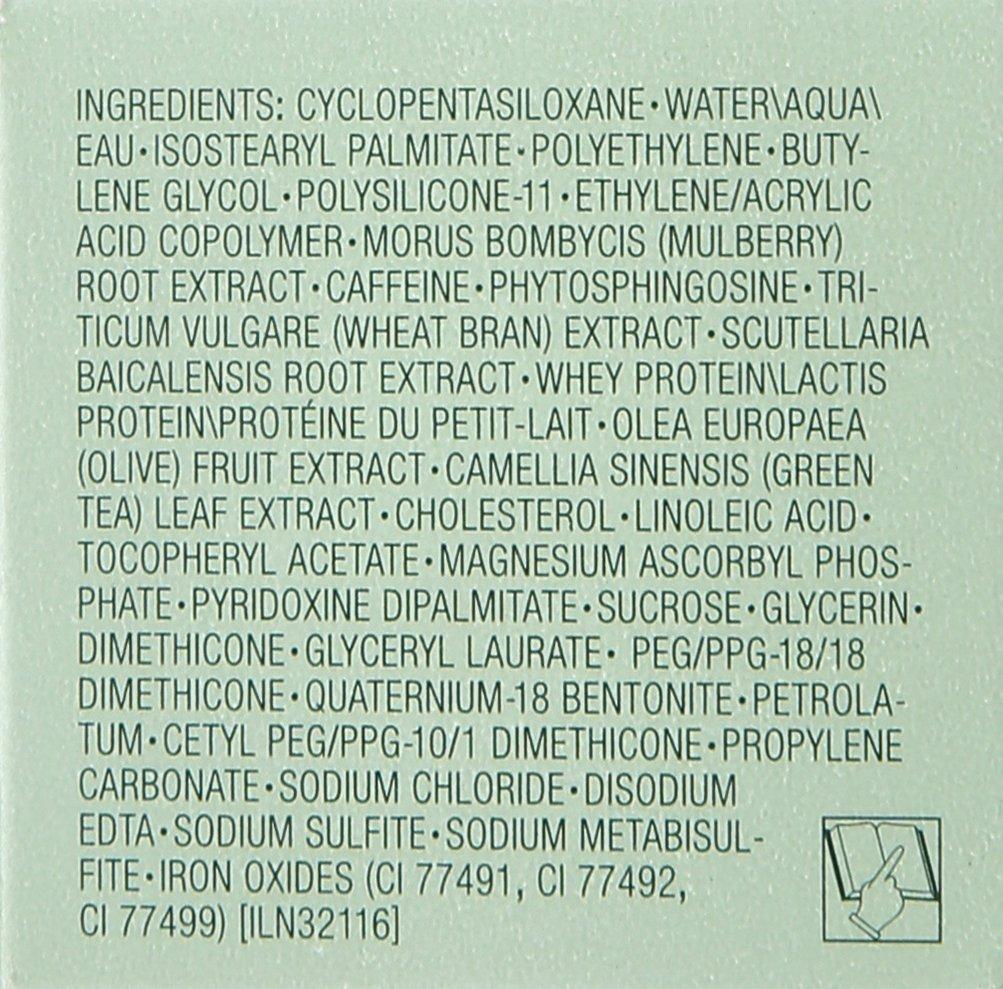 INGREDIENTS: CYCLOPENTASILOXANE•WATER\AQUA\
EAU•ISOSTEARYL PALMITATE•POLYETHYLENE•BUTY-
LENE GLYCOL•POLYSILICONE-11•ETHYLENE/ACRYLIC
ACID COPOLYMER•MORUS BOMBYCIS (MULBERRY)
ROOT EXTRACT•CAFFEINE•PHYTOSPHINGOSINE•TRI-
TICUM VULGARE (WHEAT BRAN) EXTRACT•SCUTELLARIA
BAICALENSIS ROOT EXTRACT•WHEY PROTEIN\LACTIS
PROTEIN\PROTÉINE DU PETIT-LAIT•OLEA EUROPAEA
(OLIVE) FRUIT EXTRACT•CAMELLIA SINENSIS (GREEN
TEA) LEAF EXTRACT•CHOLESTEROL•LINOLEIC ACID•
TOCOPHERYL ACETATE•MAGNESIUM ASCORBYL PHOS-
PHATE•PYRIDOXINE DIPALMITATE•SUCROSE•GLYCERIN•
DIMETHICONE•GLYCERYL LAURATE• PEG/PPG-18/18
DIMETHICONE•QUATERNIUM-18 BENTONITE•PETROLA-
TUM•CETYL PEG/PPG-10/1 DIMETHICONE•PROPYLENE
CARBONATE•SODIUM CHLORIDE•DISODIUM
EDTA•SODIUM SULFITE•SODIUM METABISUL-
FITE•IRON OXIDES (CI 77491, CI 77492,
CI 77499) [ILN32116]